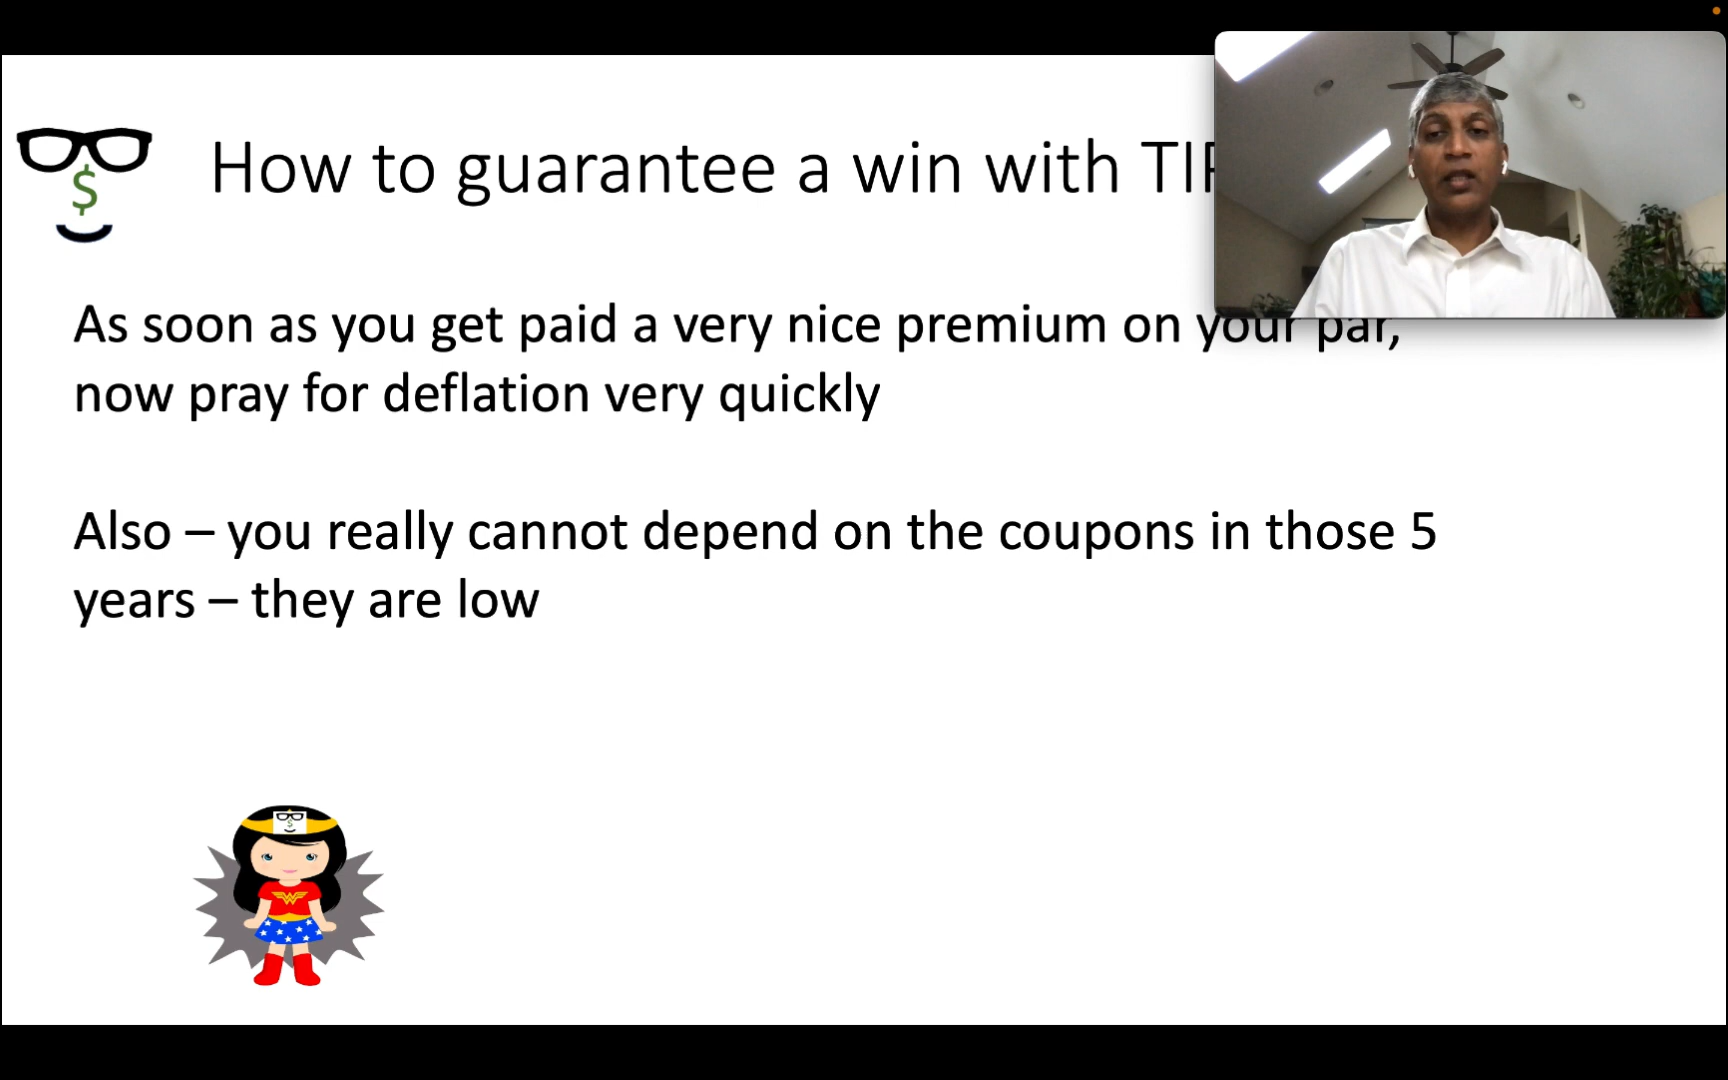 How to guarantee a win with TIP
As soon as you get paid a very nice premium on your par,
now pray for deflation very quickly
Also – you really cannot depend on the coupons in those 5
years – they are low